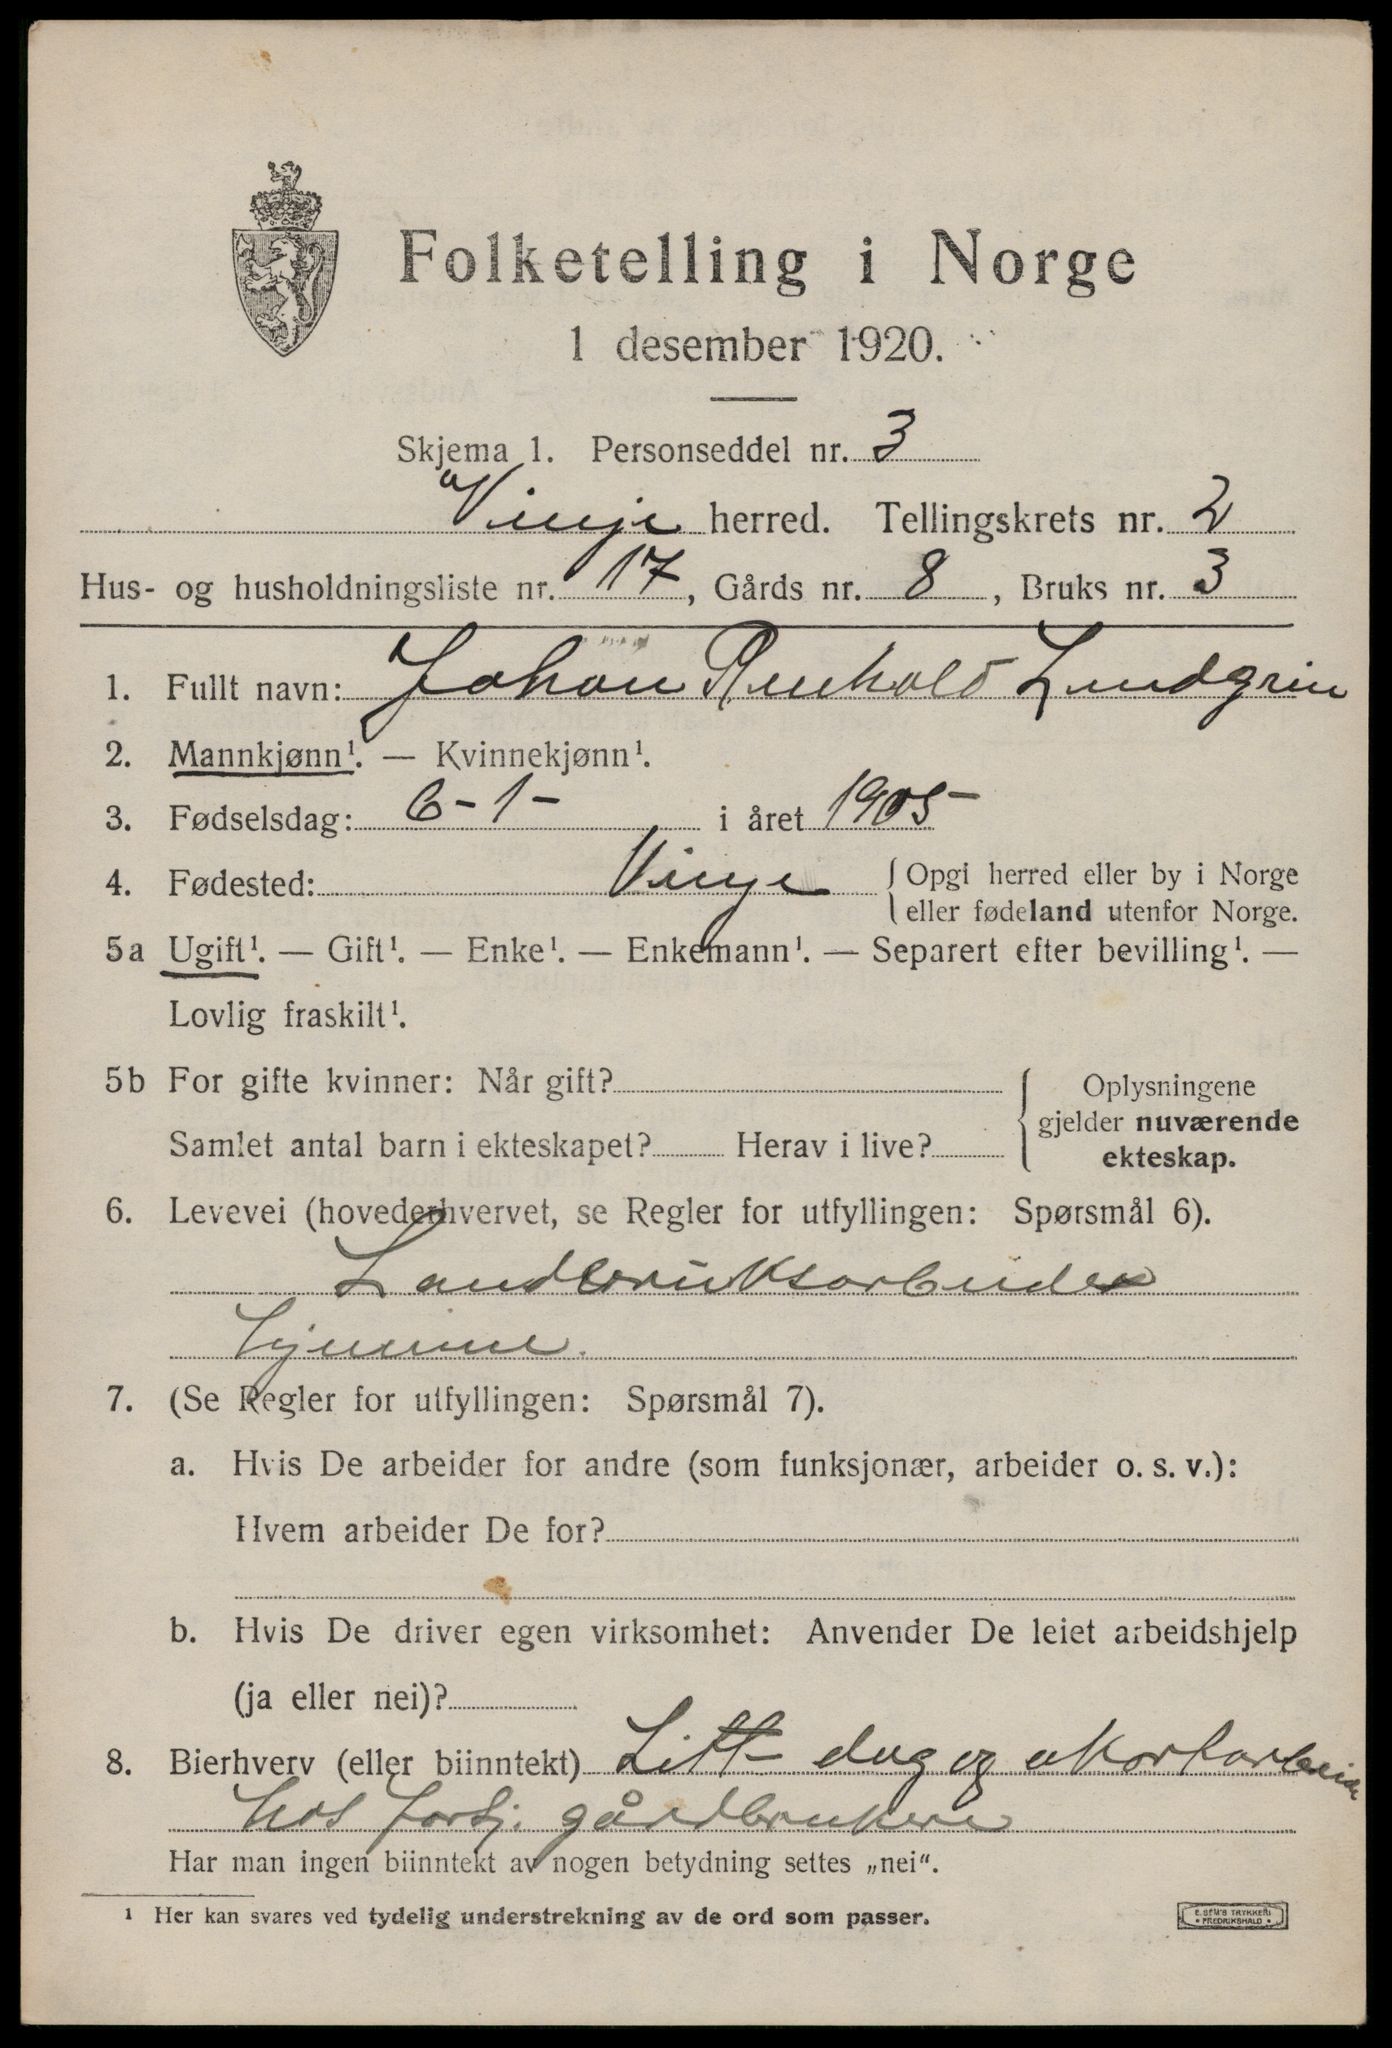 Folketelling i Norge
1 desember 1920.
Skjema 1. Personseddel nr. 3
Vinje herred. Tellingskrets nr. 2
Hus- og husholdningsliste nr. 17, Gårds nr. 8, Bruks nr. 3
1. Fullt navn: Johan Renhold Lundgrin
2. Mannkjønn¹. — Kvinnekjønn¹.
3. Fødselsdag: 6-1- i året 1905-
4. Fødested: Vinje { Opgi herred eller by i Norge
eller fødeland utenfor Norge.
5a Ugift¹. — Gift¹. — Enke¹. — Enkemann¹. — Separert efter bevilling¹. —
Lovlig fraskilt¹.
5b For gifte kvinner: Når gift? { Oplysningene
gjelder nuværende
Samlet antal barn i ekteskapet? Herav i live? ekteskap.
6. Levevei (hovederhvervet, se Regler for utfyllingen: Spørsmål 6).
Landbruksarbeider
hjemme.
7. (Se Regler for utfyllingen: Spørsmål 7).
a. Hvis De arbeider for andre (som funksjonær, arbeider o. s. v.):
Hvem arbeider De for?
b. Hvis De driver egen virksomhet: Anvender De leiet arbeidshjelp
(ja eller nei)?
8. Bierhverv (eller biinntekt) Litt dag og akortarbeide
hos forsj. gårdbrukere
Har man ingen biinntekt av nogen betydning settes „nei“.
¹ Her kan svares ved tydelig understrekning av de ord som passer.
E. SEM'S TRYKKERI
• FREDRIKSHALD •